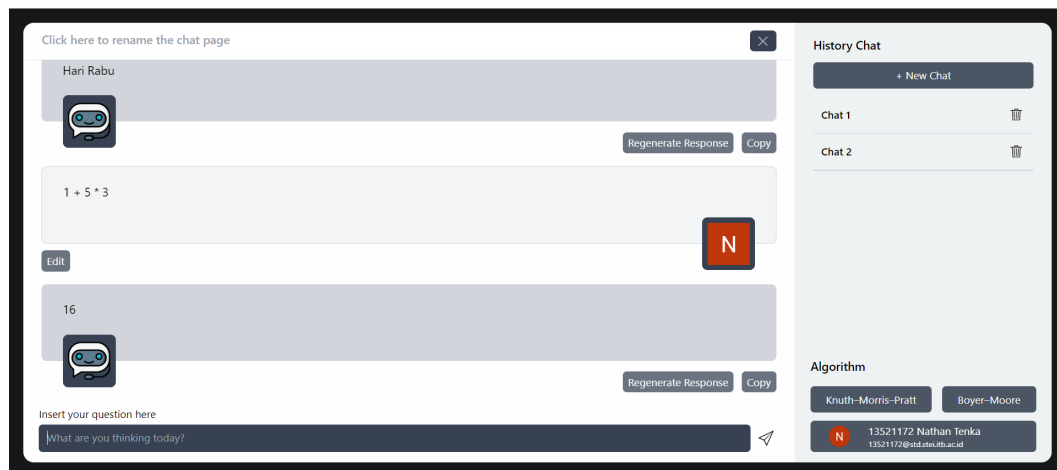 Click here to rename the chat page
Hari Rabu
Regenerate Response
Copy
1 + 5 * 3
N
Edit
16
Regenerate Response
Copy
Insert your question here
What are you thinking today?
History Chat
+ New Chat
Chat 1
Chat 2
Algorithm
Knuth–Morris–Pratt
Boyer–Moore
N
13521172 Nathan Tenka
13521172@std.stei.itb.ac.id